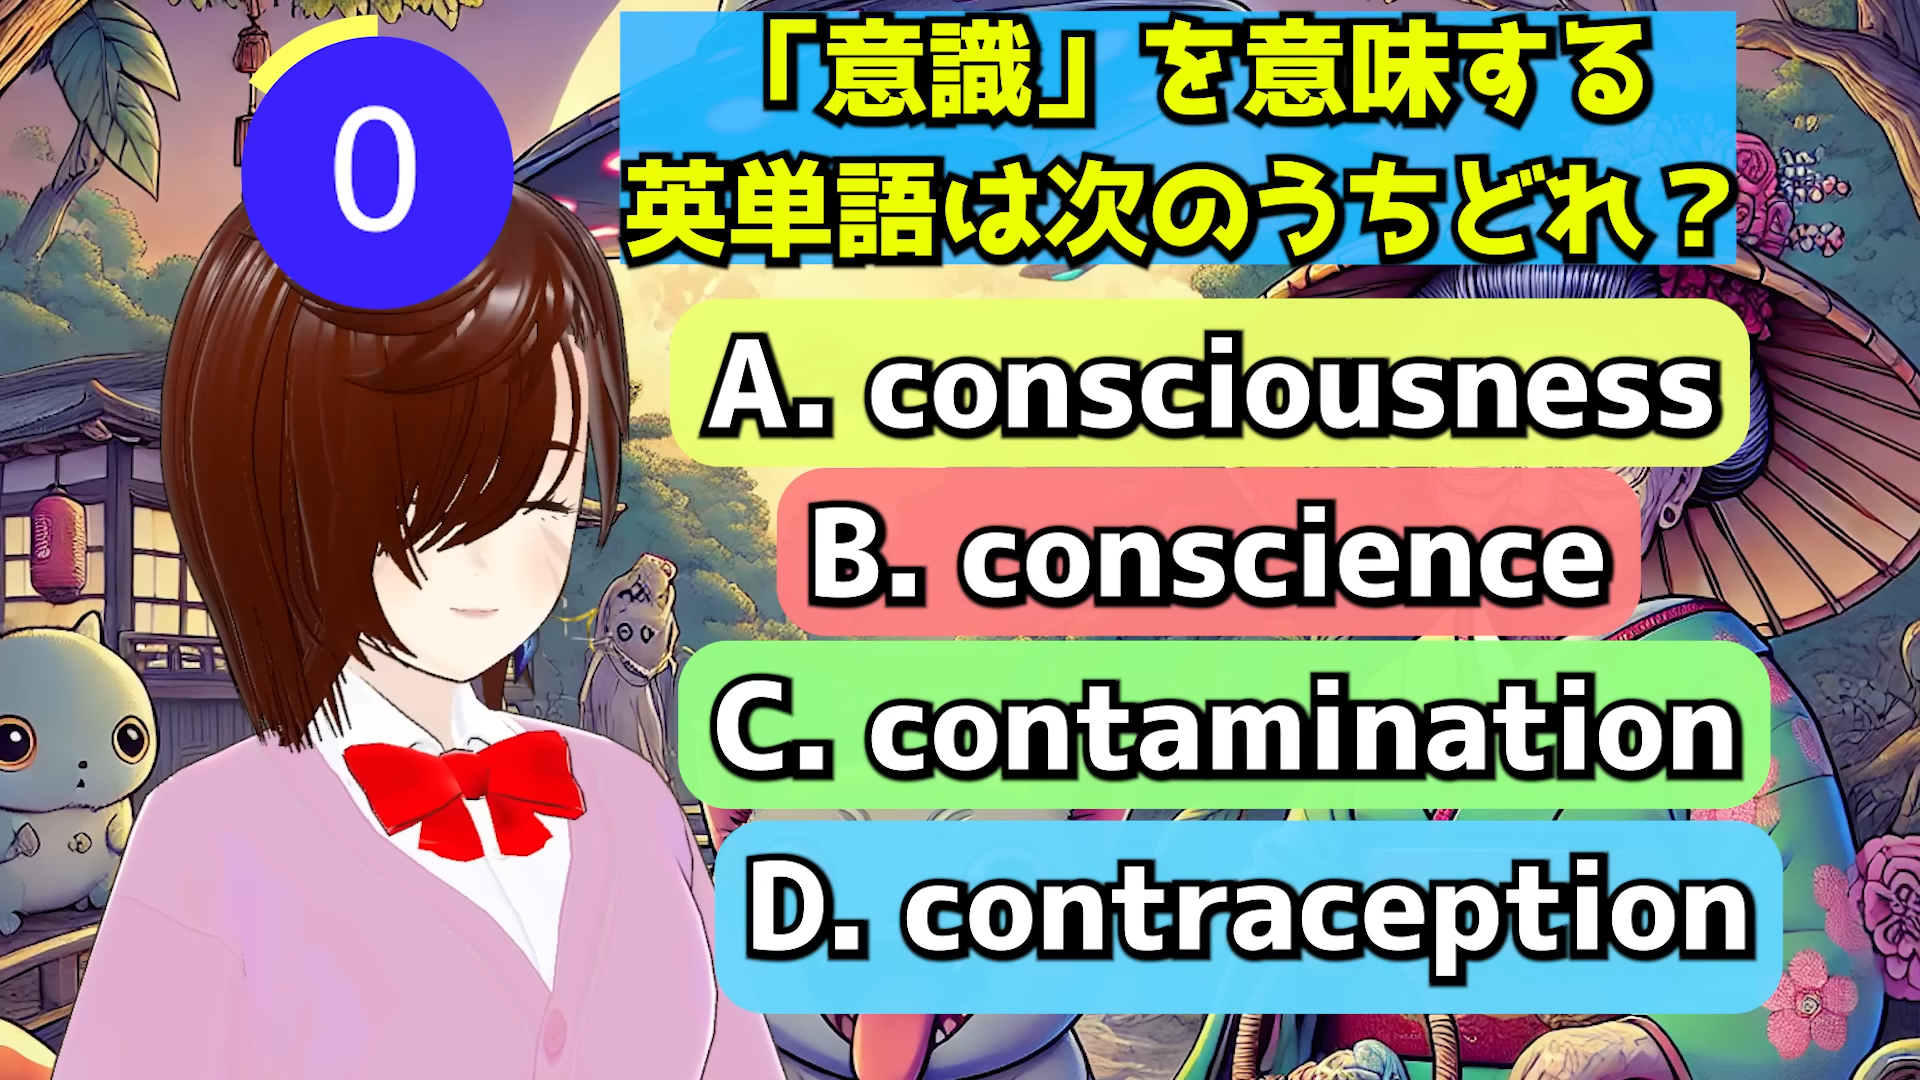 0
「意識」を意味する
英単語は次のうちどれ？
A. consciousness
B. conscience
C. contamination
D. contraception